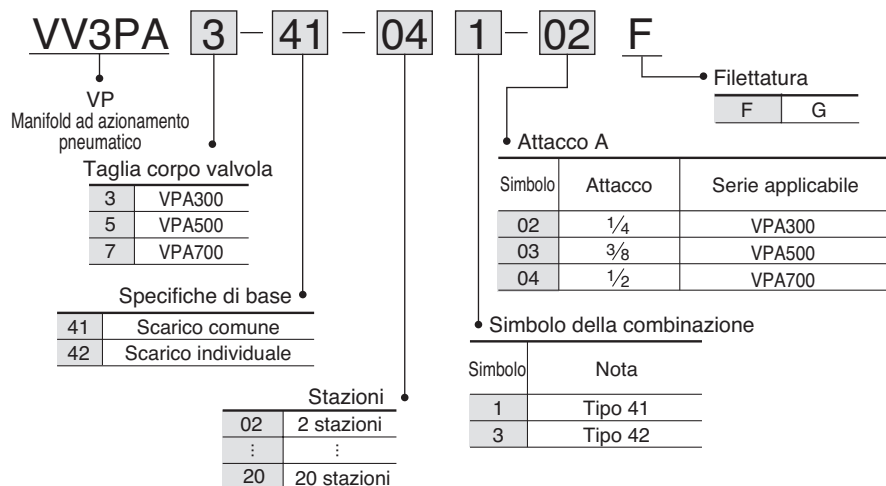 VV3PA 3 - 41 - 04 1 - 02 F
VP
Manifold ad azionamento
pneumatico
Taglia corpo valvola
3 VPA300
5 VPA500
7 VPA700
Specifiche di base
41 Scarico comune
42 Scarico individuale
Stazioni
02 2 stazioni
⋮ ⋮
20 20 stazioni
Filettatura
F G
Attacco A
Simbolo Attacco Serie applicabile
02 1/4 VPA300
03 3/8 VPA500
04 1/2 VPA700
Simbolo della combinazione
Simbolo Nota
1 Tipo 41
3 Tipo 42